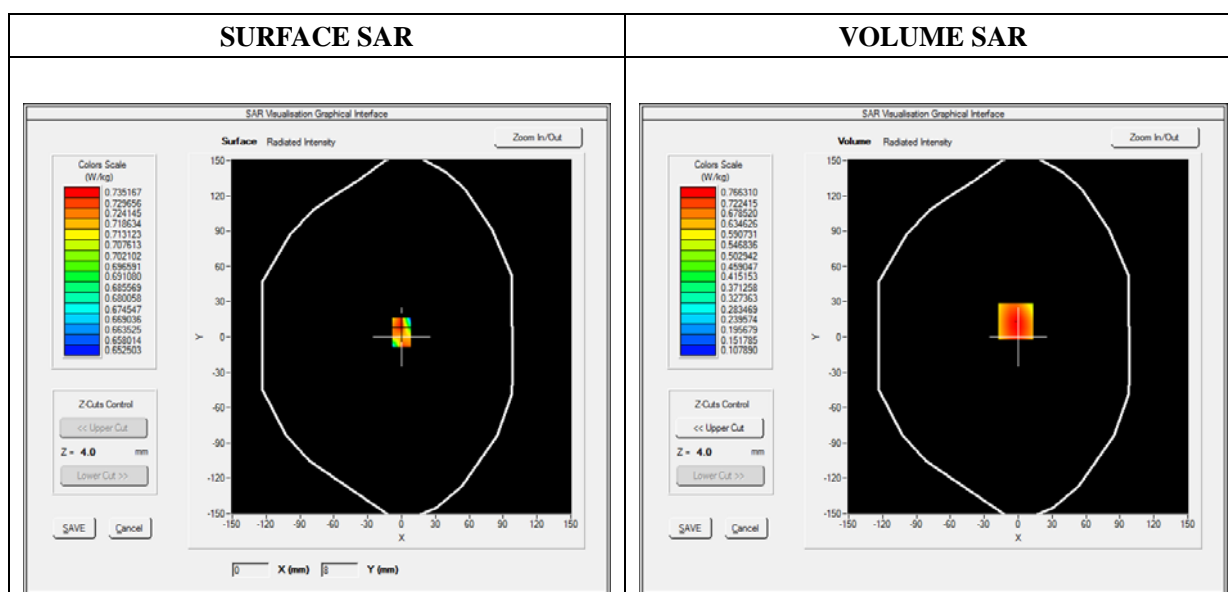 SURFACE SAR
VOLUME SAR
SAR Visualisation Graphical Interface
Surface Radiated Intensity
Zoom In/Out
Colors Scale
(W/kg)
0.735167
0.729656
0.724145
0.718634
0.713123
0.707613
0.702102
0.696591
0.691080
0.685569
0.680058
0.674547
0.669036
0.663525
0.658014
0.652503
Z-Cuts Control
<< Upper Cut
Z = 4.0 mm
Lower Cut >>
SAVE Cancel
150
120
90
60
30
0
-30
-60
-90
-120
-150
Y
-150 -120 -90 -60 -30 0 30 60 90 120 150
X
0 X (mm) 8 Y (mm)
SAR Visualisation Graphical Interface
Volume Radiated Intensity
Zoom In/Out
Colors Scale
(W/kg)
0.766310
0.722415
0.678520
0.634626
0.590731
0.546836
0.502942
0.459047
0.415153
0.371258
0.327363
0.283469
0.239574
0.195679
0.151785
0.107890
Z-Cuts Control
<< Upper Cut
Z = 4.0 mm
Lower Cut >>
SAVE Cancel
150
120
90
60
30
0
-30
-60
-90
-120
-150
Y
-150 -120 -90 -60 -30 0 30 60 90 120 150
X